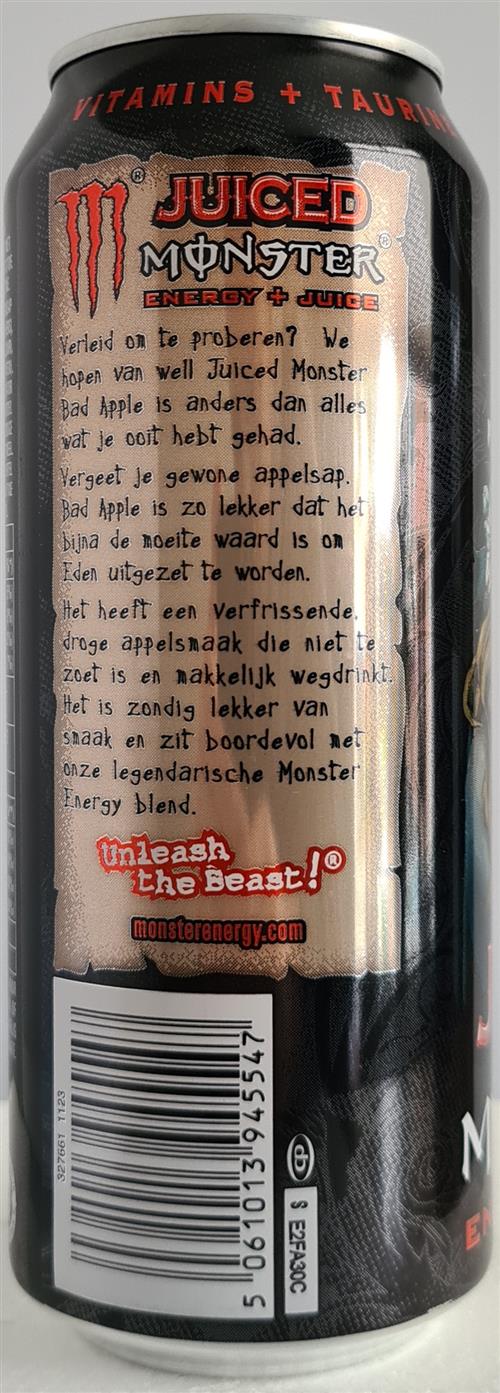 VITAMINS + TAURINE
®
JUICED
MONSTER®
ENERGY + JUICE
Verleid om te proberen? We
hopen van wel! Juiced Monster
Bad Apple is anders dan alles
wat je ooit hebt gehad.
Vergeet je gewone appelsap.
Bad Apple is zo lekker dat het
bijna de moeite waard is om
Eden uitgezet te worden.
Het heeft een verfrissende,
droge appelsmaak die niet te
zoet is en makkelijk wegdrinkt.
Het is zondig lekker van
smaak en zit boordevol met
onze legendarische Monster
Energy blend.
Unleash
the Beast!®
monsterenergy.com
327661 1123
5 061013 945547
db
S E2FA30C